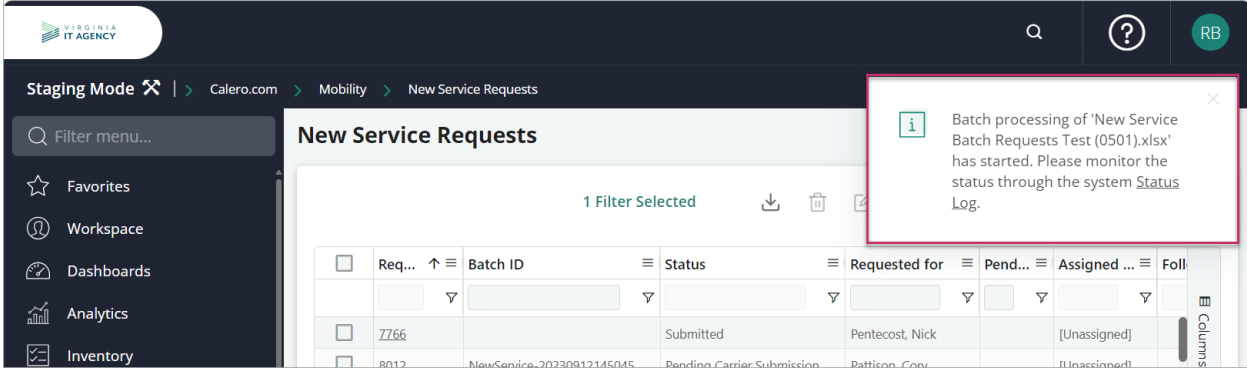 VIRGINIA
IT AGENCY
RB
Staging Mode
Calero.com
Mobility
New Service Requests
Filter menu...
Favorites
Workspace
Dashboards
Analytics
Inventory
New Service Requests
i
Batch processing of 'New Service
Batch Requests Test (0501).xlsx'
has started. Please monitor the
status through the system Status
Log.
1 Filter Selected
Req... Batch ID Status Requested for Pend... Assigned ... Foll
7766 Submitted Pentecost, Nick [Unassigned]
8012 NewService-20230912145045 Pending Carrier Submission Pattison, Cory [Unassigned]
Columns